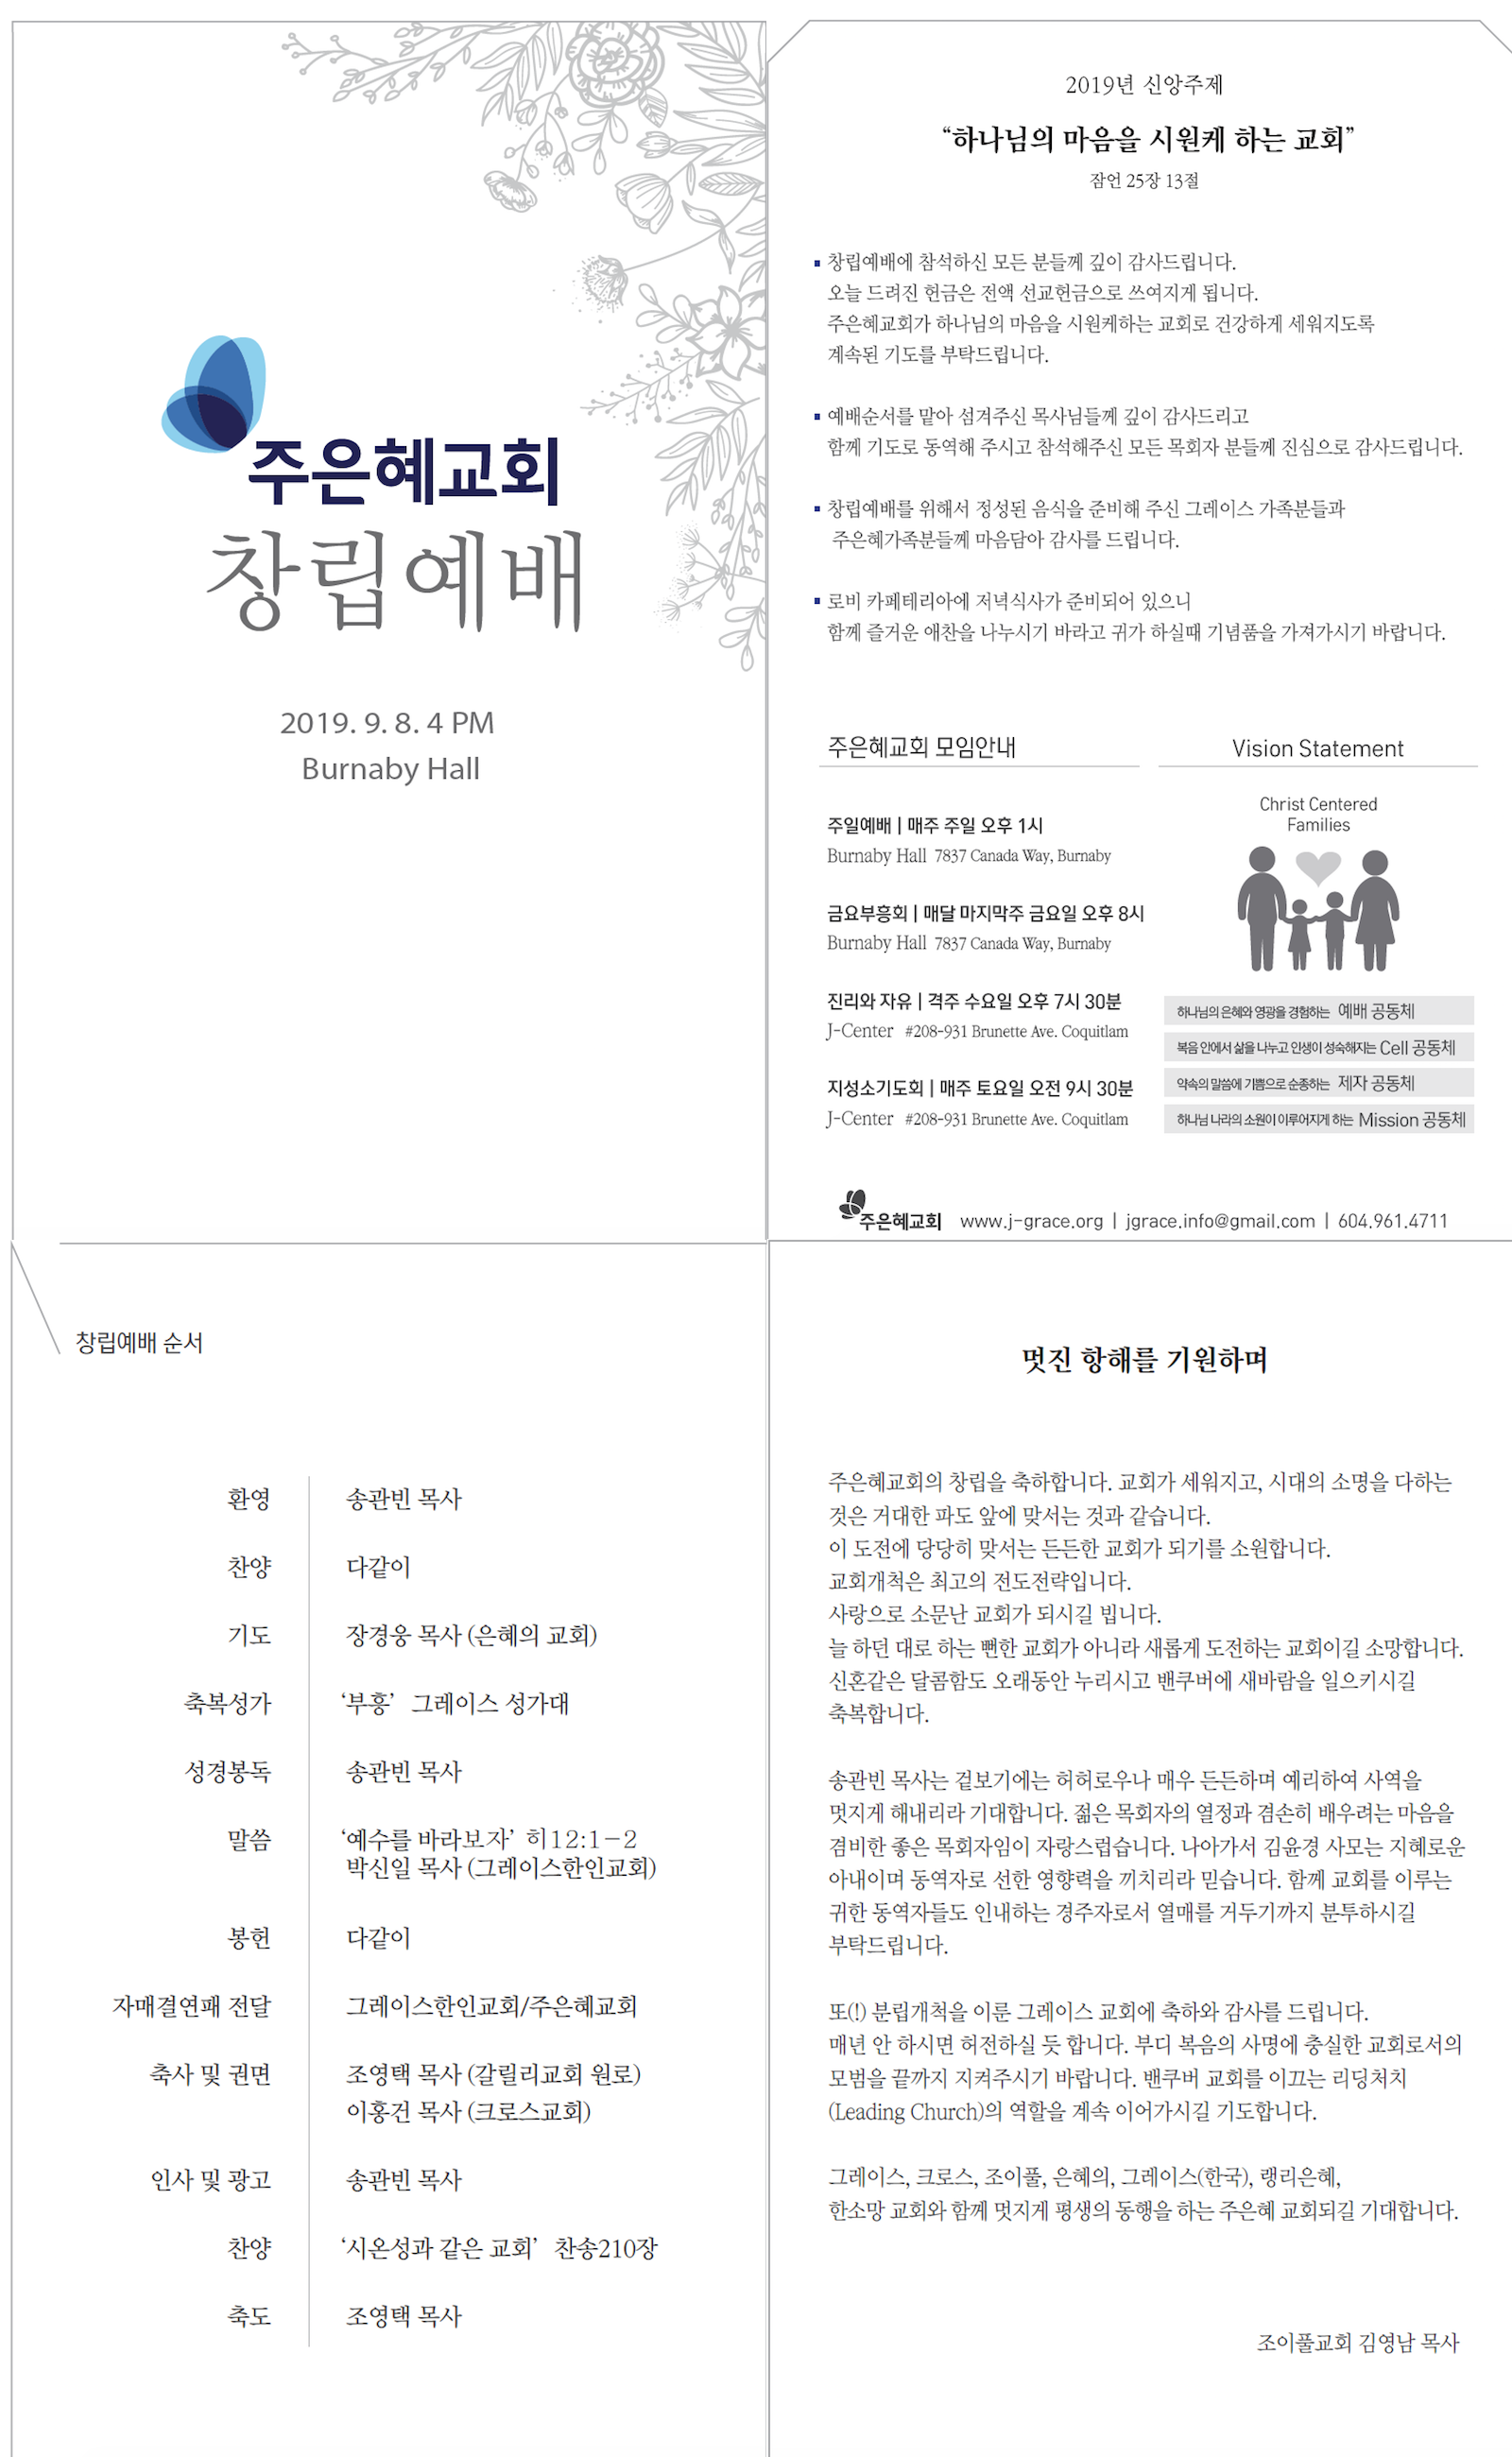 주은혜교회
창립예배
2019. 9. 8. 4 PM
Burnaby Hall
2019년 신앙주제
“하나님의 마음을 시원케 하는 교회”
잠언 25장 13절
창립예배에 참석하신 모든 분들께 깊이 감사드립니다.
오늘 드려진 헌금은 전액 선교헌금으로 쓰여지게 됩니다.
주은혜교회가 하나님의 마음을 시원케하는 교회로 건강하게 세워지도록
계속된 기도를 부탁드립니다.
예배순서를 맡아 섬겨주신 목사님들께 깊이 감사드리고
함께 기도로 동역해 주시고 참석해주신 모든 목회자 분들께 진심으로 감사드립니다.
창립예배를 위해서 정성된 음식을 준비해 주신 그레이스 가족분들과
주은혜가족분들께 마음담아 감사를 드립니다.
로비 카페테리아에 저녁식사가 준비되어 있으니
함께 즐거운 애찬을 나누시기 바라고 귀가 하실때 기념품을 가져가시기 바랍니다.
주은혜교회 모임안내
주일예배 | 매주 주일 오후 1시
Burnaby Hall 7837 Canada Way, Burnaby
금요부흥회 | 매달 마지막주 금요일 오후 8시
Burnaby Hall 7837 Canada Way, Burnaby
진리와 자유 | 격주 수요일 오후 7시 30분
J-Center #208-931 Brunette Ave. Coquitlam
지성소기도회 | 매주 토요일 오전 9시 30분
J-Center #208-931 Brunette Ave. Coquitlam
Vision Statement
Christ Centered
Families
하나님의 은혜와 영광을 경험하는 예배 공동체
복음 안에서 삶을 나누고 인생이 성숙해지는 Cell 공동체
약속의 말씀에 기쁨으로 순종하는 제자 공동체
하나님 나라의 소원이 이루어지게 하는 Mission 공동체
주은혜교회 www.j-grace.org | jgrace.info@gmail.com | 604.961.4711
창립예배 순서
환영 송관빈 목사
찬양 다같이
기도 장경웅 목사 (은혜의 교회)
축복성가 ‘부흥’ 그레이스 성가대
성경봉독 송관빈 목사
말씀 ‘예수를 바라보자’ 히12:1-2
박신일 목사 (그레이스한인교회)
봉헌 다같이
자매결연패 전달 그레이스한인교회/주은혜교회
축사 및 권면 조영택 목사 (갈릴리교회 원로)
이홍건 목사 (크로스교회)
인사 및 광고 송관빈 목사
찬양 ‘시온성과 같은 교회’ 찬송210장
축도 조영택 목사
멋진 항해를 기원하며
주은혜교회의 창립을 축하합니다. 교회가 세워지고, 시대의 소명을 다하는
것은 거대한 파도 앞에 맞서는 것과 같습니다.
이 도전에 당당히 맞서는 든든한 교회가 되기를 소원합니다.
교회개척은 최고의 전도전략입니다.
사랑으로 소문난 교회가 되시길 빕니다.
늘 하던 대로 하는 뻔한 교회가 아니라 새롭게 도전하는 교회이길 소망합니다.
신혼같은 달콤함도 오래동안 누리시고 밴쿠버에 새바람을 일으키시길
축복합니다.
송관빈 목사는 겉보기에는 허허로우나 매우 든든하며 예리하여 사역을
멋지게 해내리라 기대합니다. 젊은 목회자의 열정과 겸손히 배우려는 마음을
겸비한 좋은 목회자임이 자랑스럽습니다. 나아가서 김윤경 사모는 지혜로운
아내이며 동역자로 선한 영향력을 끼치리라 믿습니다. 함께 교회를 이루는
귀한 동역자들도 인내하는 경주자로서 열매를 거두기까지 분투하시길
부탁드립니다.
또(!) 분립개척을 이룬 그레이스 교회에 축하와 감사를 드립니다.
매년 안 하시면 허전하실 듯 합니다. 부디 복음의 사명에 충실한 교회로서의
모범을 끝까지 지켜주시기 바랍니다. 밴쿠버 교회를 이끄는 리딩처치
(Leading Church)의 역할을 계속 이어가시길 기도합니다.
그레이스, 크로스, 조이풀, 은혜의, 그레이스(한국), 랭리은혜,
한소망 교회와 함께 멋지게 평생의 동행을 하는 주은혜 교회되길 기대합니다.
조이풀교회 김영남 목사